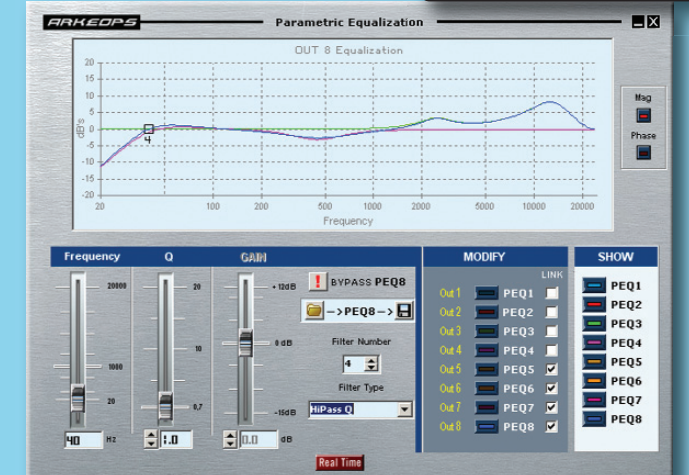 ARKEOPS
Parametric Equalization
OUT 8 Equalization
dB's
20
15
10
5
0
-5
-10
-15
-20
4
20 100 200 500 1000 2000 5000 10000 20000
Frequency
Mag
Phase
Frequency Q GAIN
20000
1000
20
40 Hz
20
10
0,7
1.0
+12dB
0 dB
-15dB
0.0 dB
! BYPASS PEQ8
->PEQ8->
Filter Number
4
Filter Type
HiPass Q
Real Time
MODIFY
LINK
Out 1 PEQ1
Out 2 PEQ2
Out 3 PEQ3
Out 4 PEQ4
Out 5 PEQ5
Out 6 PEQ6
Out 7 PEQ7
Out 8 PEQ8
SHOW
PEQ1
PEQ2
PEQ3
PEQ4
PEQ5
PEQ6
PEQ7
PEQ8